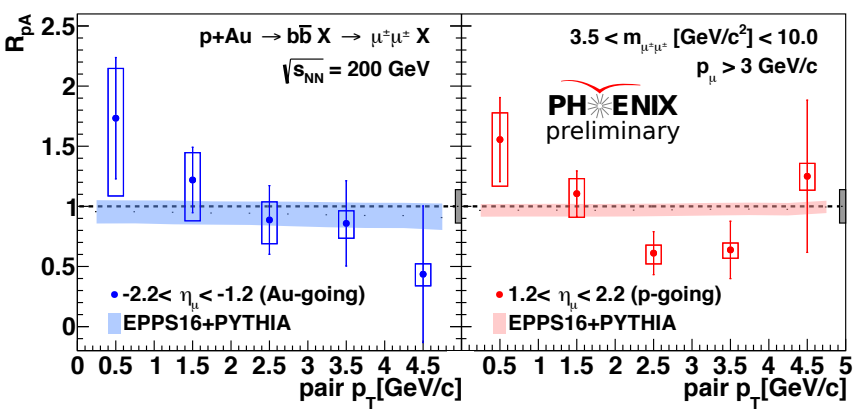 R_pA
p+Au → bb̅ X → μ±μ± X
√s_NN = 200 GeV
3.5 < m_μ±μ± [GeV/c²] < 10.0
p_μ > 3 GeV/c
PHENIX
preliminary
2.5
2
1.5
1
0.5
0
-2.2< η_μ < -1.2 (Au-going)
EPPS16+PYTHIA
1.2< η_μ < 2.2 (p-going)
EPPS16+PYTHIA
0 0.5 1 1.5 2 2.5 3 3.5 4 4.5
0.5 1 1.5 2 2.5 3 3.5 4 4.5 5
pair p_T[GeV/c]
pair p_T[GeV/c]